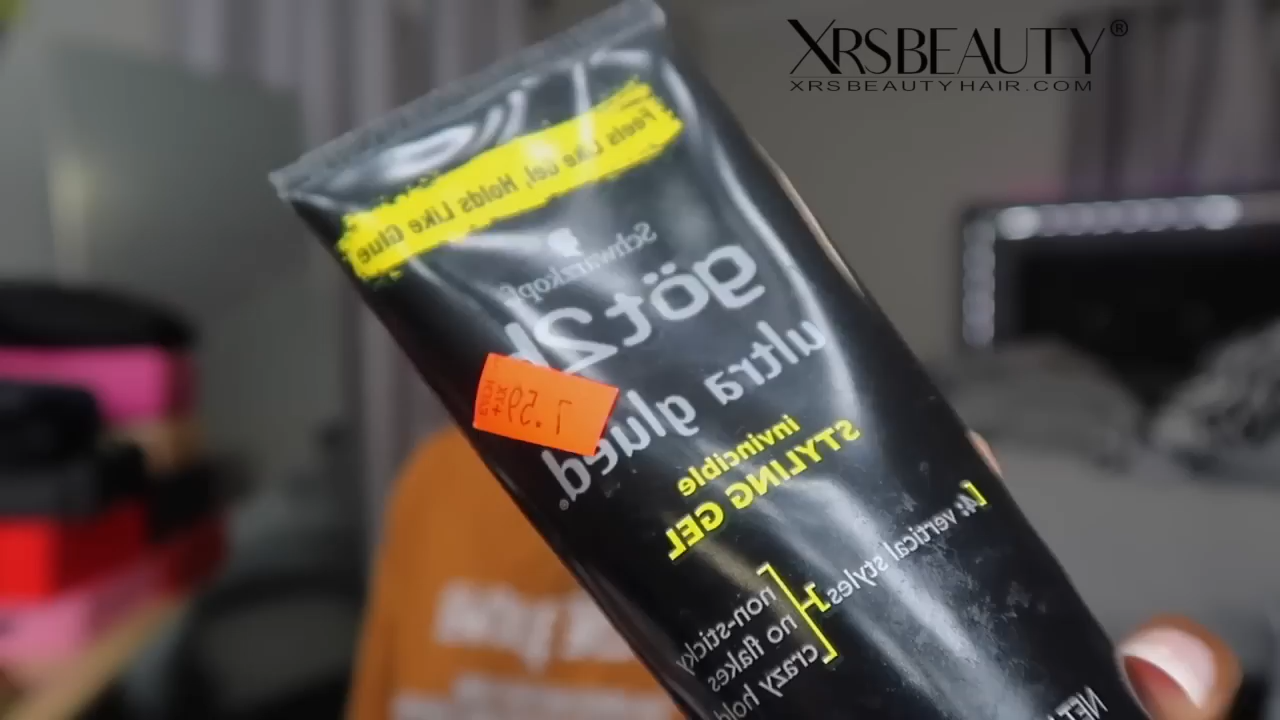 XRSBEAUTY®
XRSBEAUTYHAIR.COM
Feels Like Gel, Holds Like Glue
Schwarzkopf
göt2b
ultra glued®
7.59
invincible
STYLING GEL
4: vertical styles
non-sticky
no flakes
crazy hold
NET